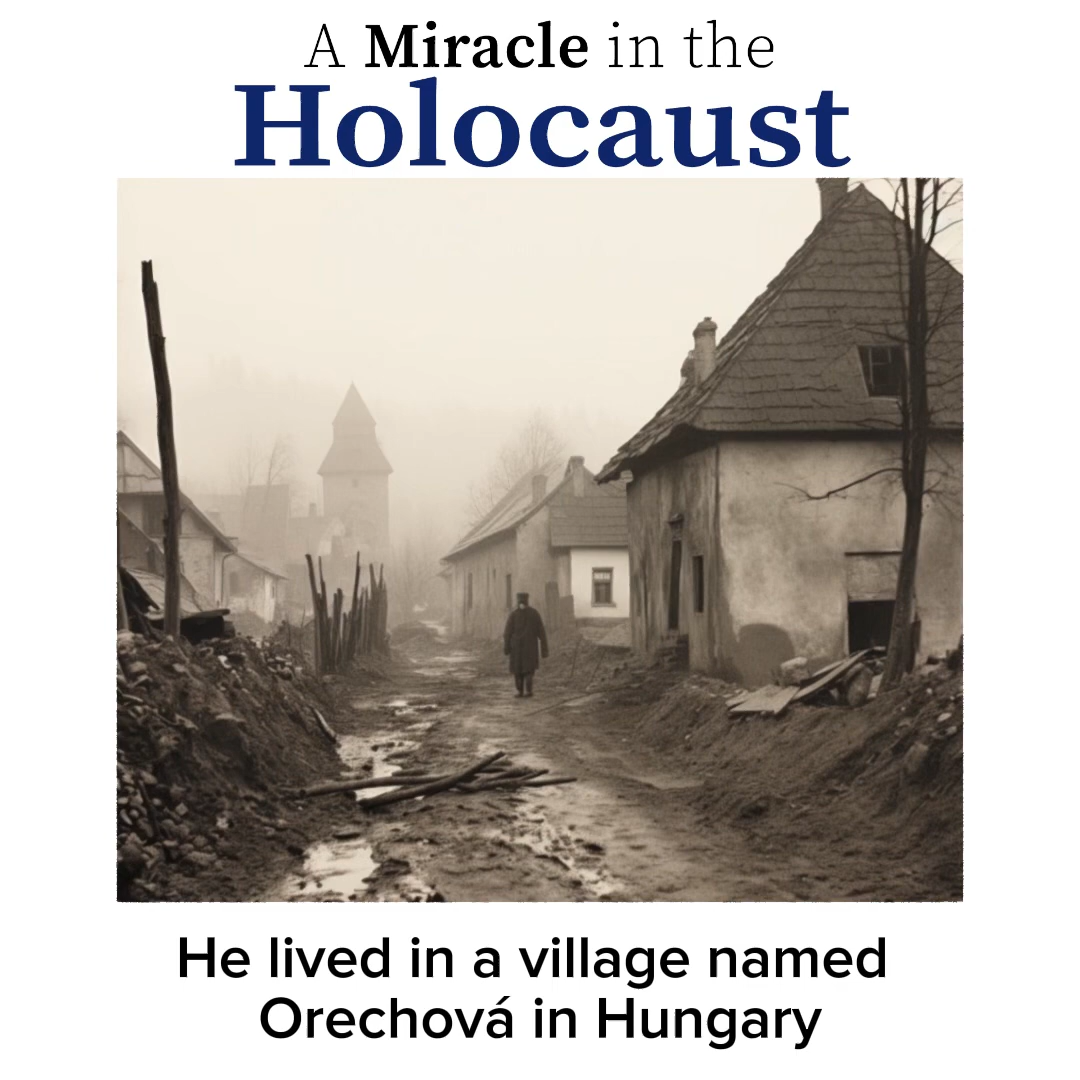 A Miracle in the
Holocaust
He lived in a village named
Orechová in Hungary